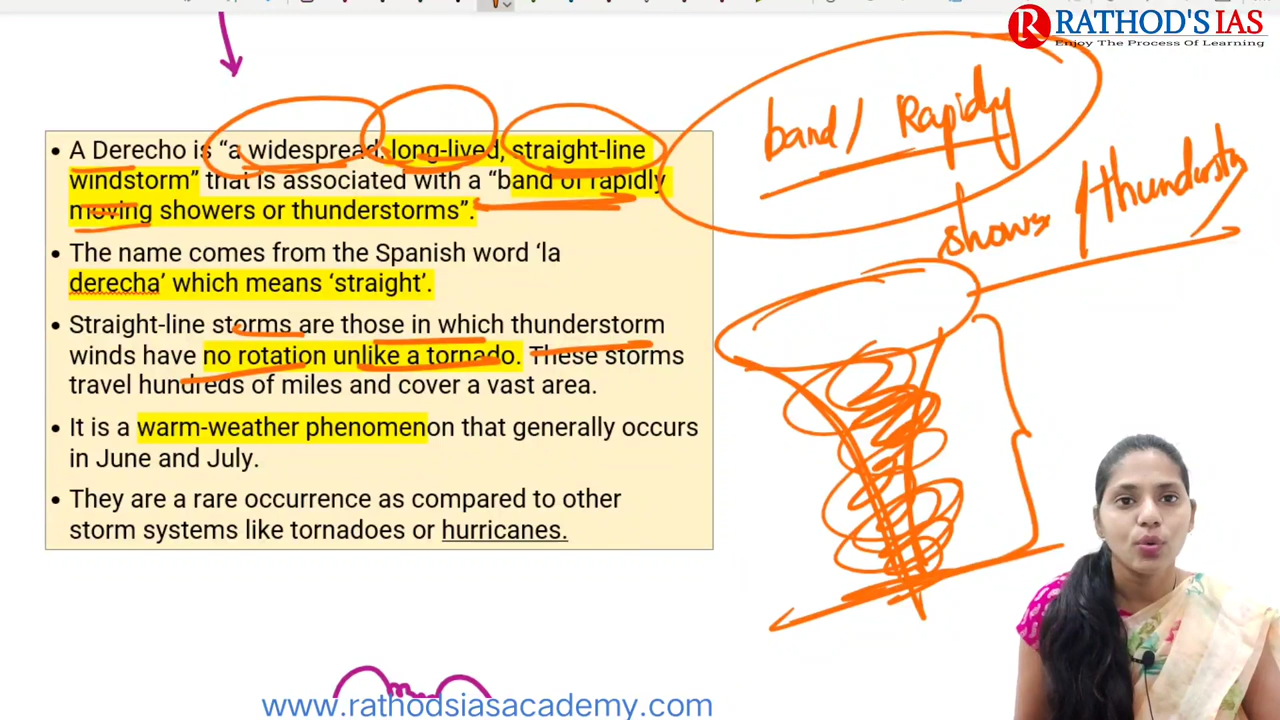 RATHOD'S IAS
Enjoy The Process Of Learning
band/ Rapidly
shows / thundersto
• A Derecho is “a widespread, long-lived, straight-line
windstorm” that is associated with a “band of rapidly
moving showers or thunderstorms”.
• The name comes from the Spanish word ‘la
derecha’ which means ‘straight’.
• Straight-line storms are those in which thunderstorm
winds have no rotation unlike a tornado. These storms
travel hundreds of miles and cover a vast area.
• It is a warm-weather phenomenon that generally occurs
in June and July.
• They are a rare occurrence as compared to other
storm systems like tornadoes or hurricanes.
www.rathodsiasacademy.com